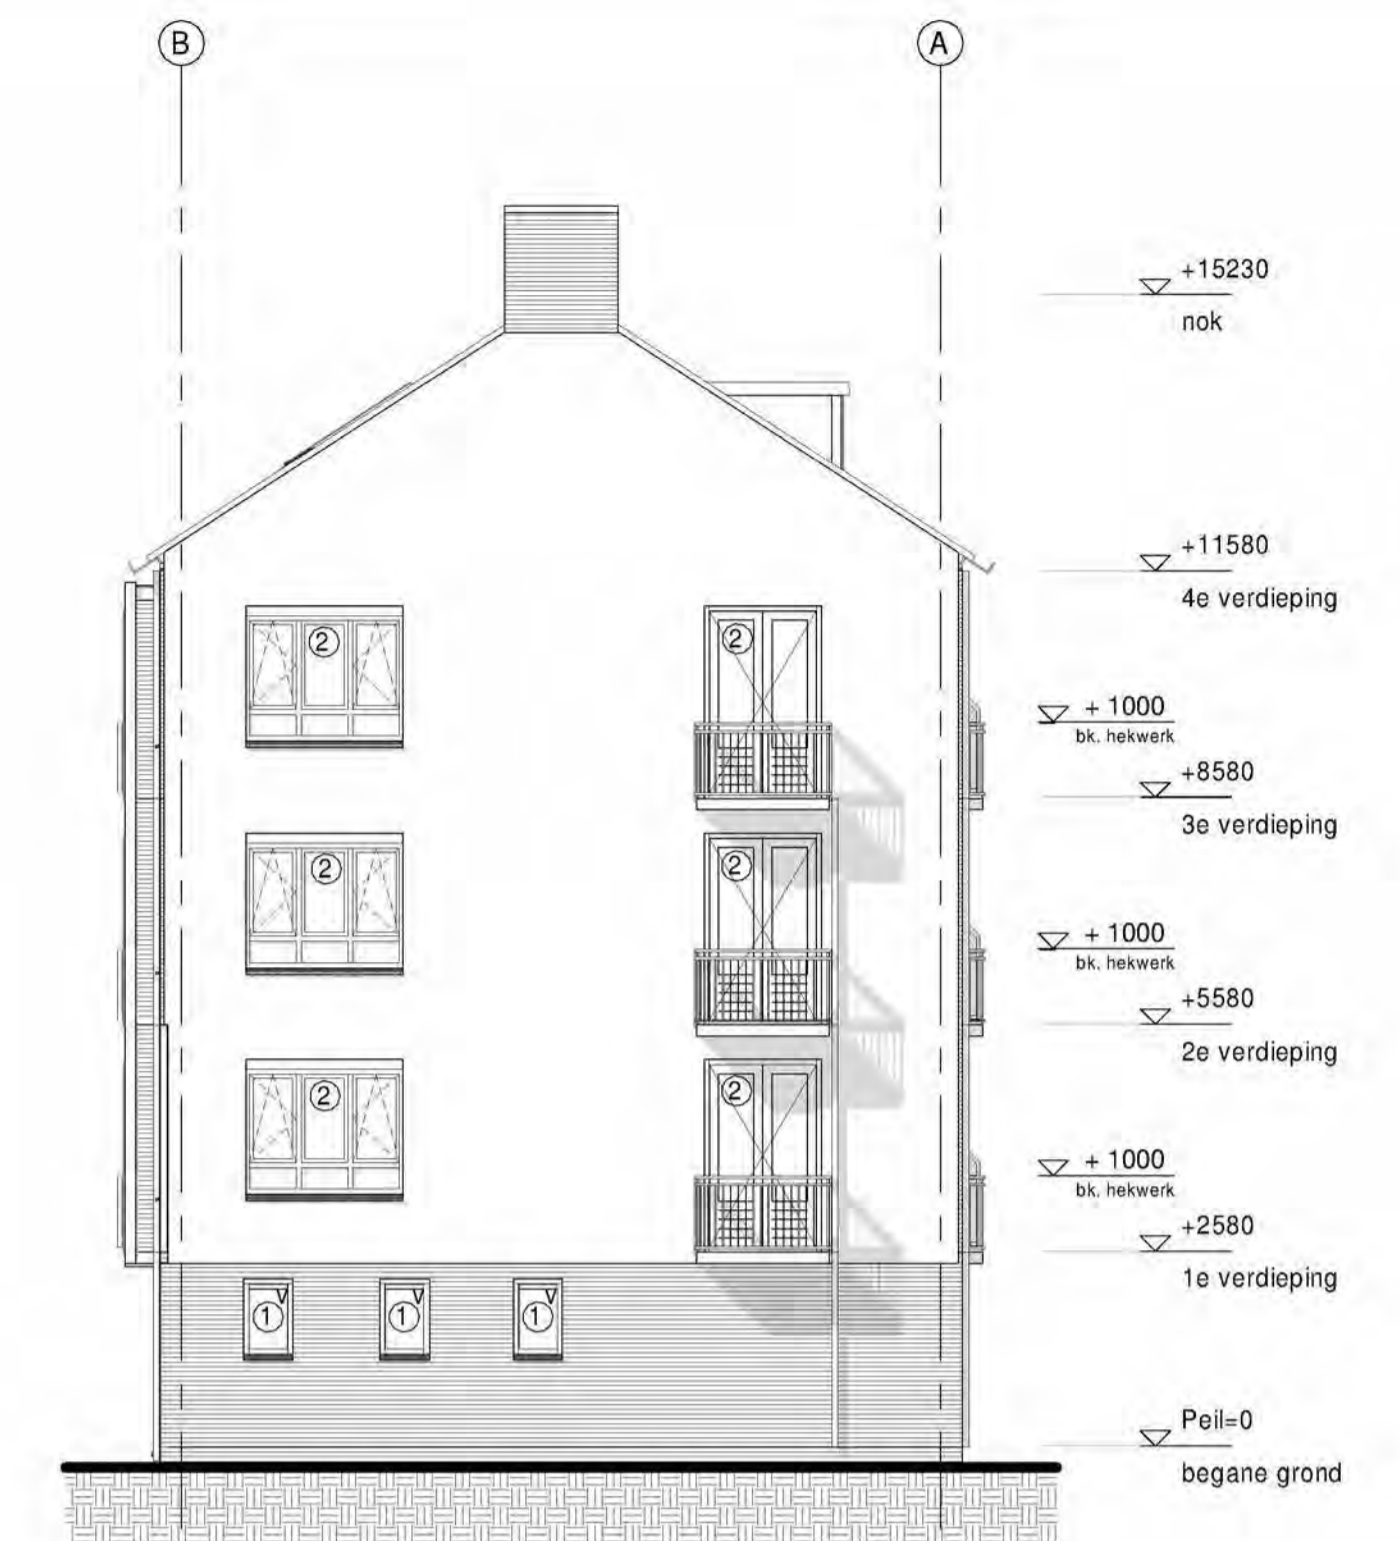 B A
+15230
nok
+11580
4e verdieping
2 2
+ 1000
bk. hekwerk
+8580
3e verdieping
2 2
+ 1000
bk. hekwerk
+5580
2e verdieping
2 2
+ 1000
bk. hekwerk
+2580
1e verdieping
V V V
1 1 1
Peil=0
begane grond